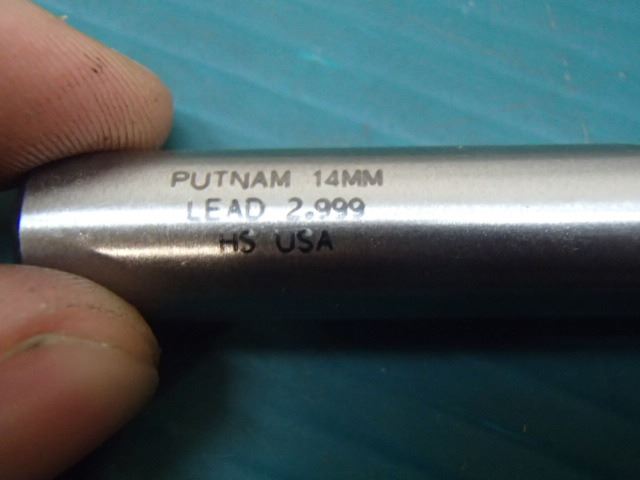 PUTNAM 14MM
LEAD 2.999
HS USA